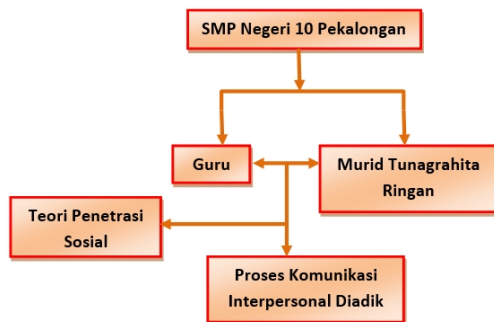 SMP Negeri 10 Pekalongan
Guru
Murid Tunagrahita
Ringan
Teori Penetrasi
Sosial
Proses Komunikasi
Interpersonal Diadik